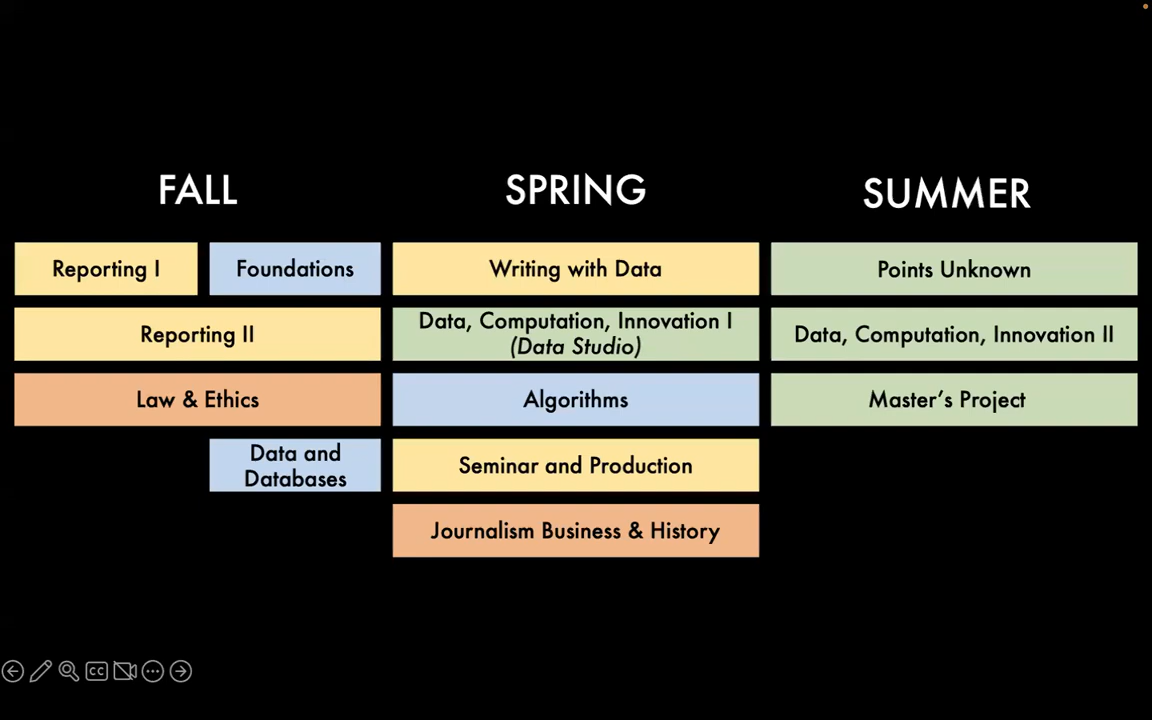 FALL
Reporting I
Foundations
Reporting II
Law & Ethics
Data and
Databases
SPRING
Writing with Data
Data, Computation, Innovation I
(Data Studio)
Algorithms
Seminar and Production
Journalism Business & History
SUMMER
Points Unknown
Data, Computation, Innovation II
Master's Project
CC